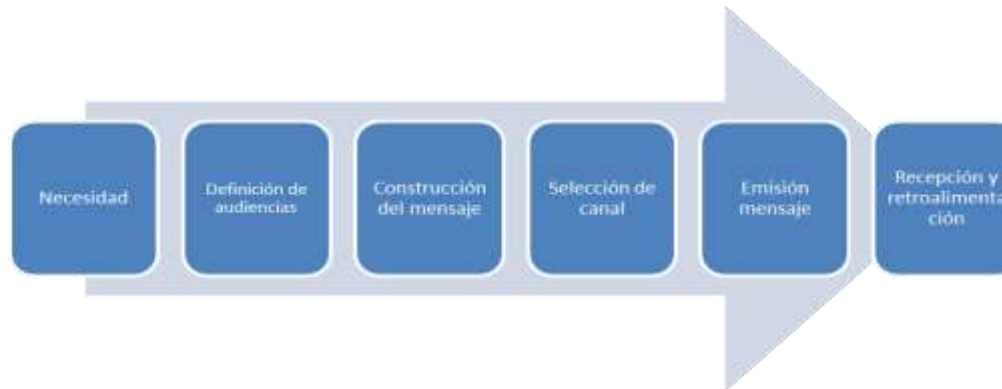 Necesidad
Definición de
audiencias
Construcción
del mensaje
Selección de
canal
Emisión
mensaje
Recepción y
retroalimenta
ción